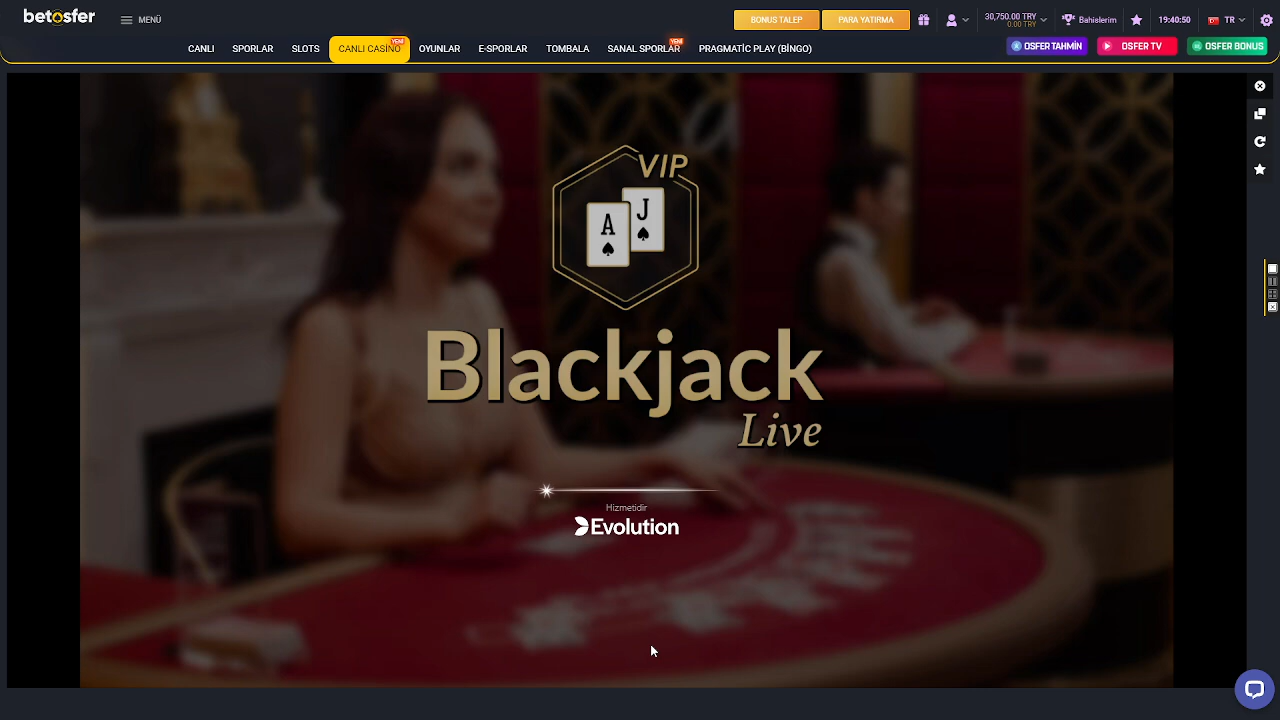 betosfer
MENÜ
BONUS TALEP
PARA YATIRMA
30,750.00 TRY
0.00 TRY
Bahislerim
19:40:50
TR
CANLI
SPORLAR
SLOTS
CANLI CASINO
YENİ
OYUNLAR
E-SPORLAR
TOMBALA
SANAL SPORLAR
YENİ
PRAGMATİC PLAY (BİNGO)
OSFER TAHMİN
OSFER TV
OSFER BONUS
VIP
A
J
Blackjack
Live
Hizmetidir
Evolution